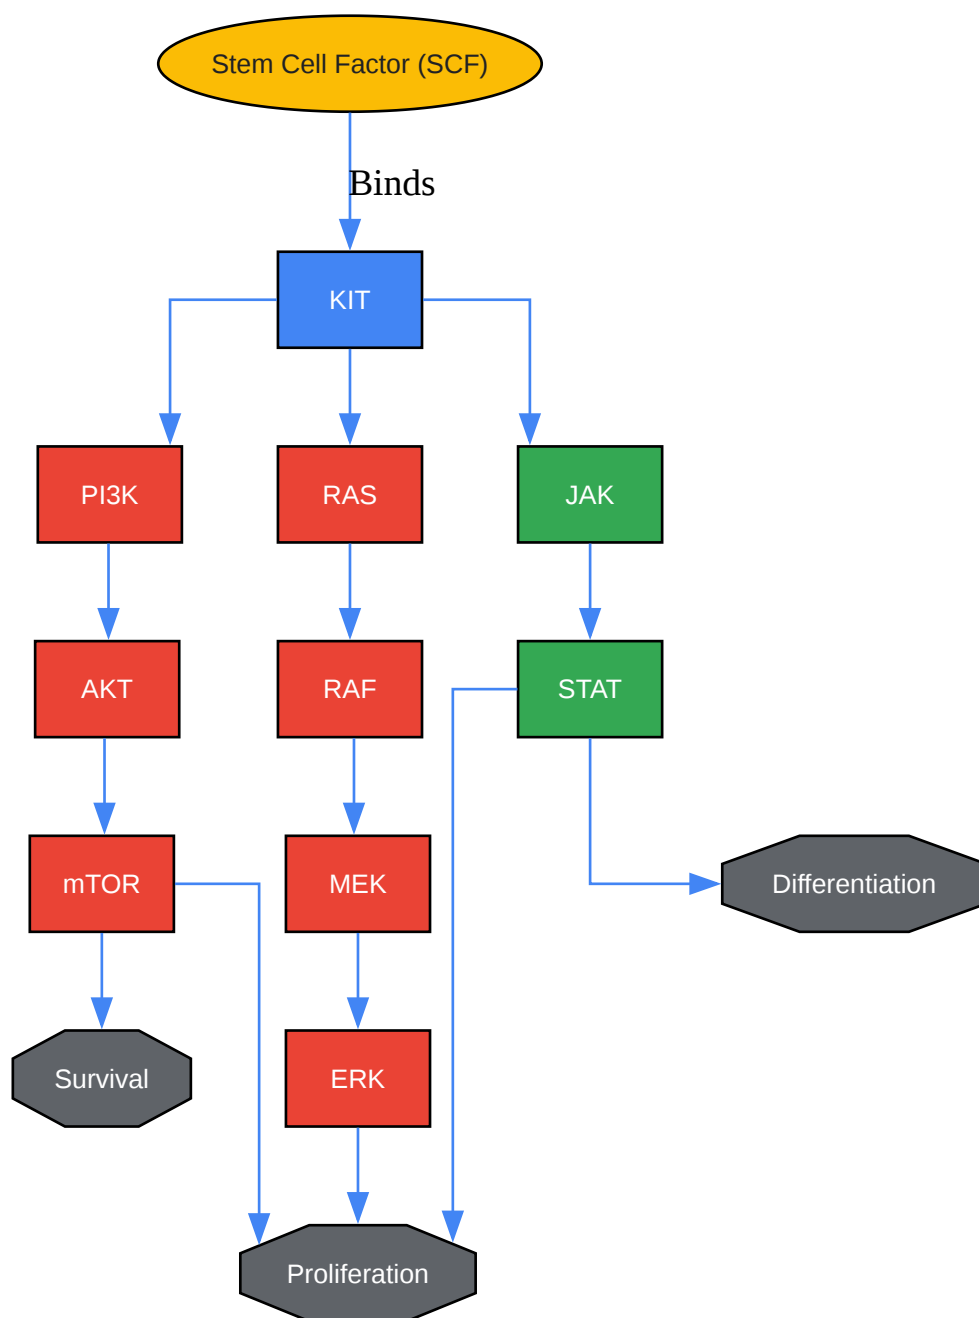 Stem Cell Factor (SCF)
Binds
KIT
PI3K
RAS
JAK
AKT
RAF
STAT
mTOR
MEK
Differentiation
Survival
ERK
Proliferation